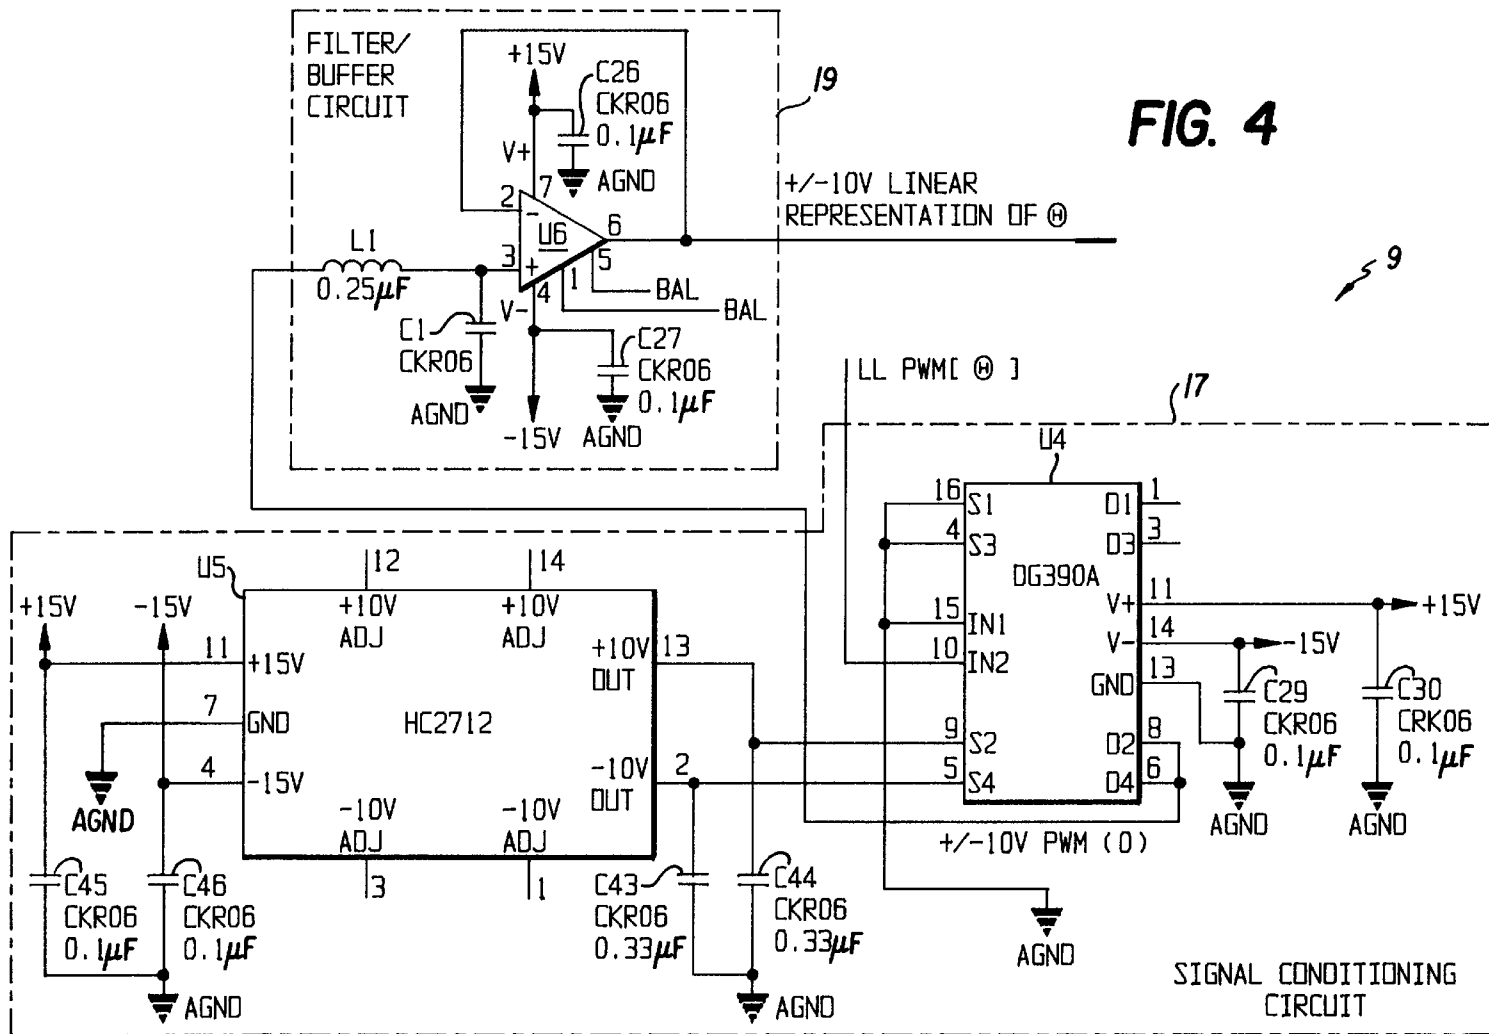 FIG. 4
FILTER/
BUFFER
CIRCUIT
+15V
C26
CKR06
0.1µF
AGND
19
V+
7
2
-
U6
6
3
+
5
1
4
V-
BAL
BAL
L1
0.25µF
C1
CKR06
AGND
-15V
C27
CKR06
0.1µF
AGND
+/-10V LINEAR
REPRESENTATION OF Θ
9
LL PWM[ Θ ]
17
U4
16
S1
4
S3
DG390A
15
IN1
10
IN2
9
S2
5
S4
D1
1
D3
3
V+
11
+15V
V-
14
-15V
GND
13
D2
8
D4
6
C29
CKR06
0.1µF
AGND
C30
CRK06
0.1µF
AGND
+/-10V PWM (O)
AGND
U5
12
14
+10V
ADJ
+10V
ADJ
+15V
-15V
11
+15V
7
GND
4
-15V
HC2712
+10V
OUT
13
-10V
OUT
2
-10V
ADJ
-10V
ADJ
3
1
AGND
C45
CKR06
0.1µF
C46
CKR06
0.1µF
AGND
C43
CKR06
0.33µF
C44
CKR06
0.33µF
AGND
SIGNAL CONDITIONING
CIRCUIT